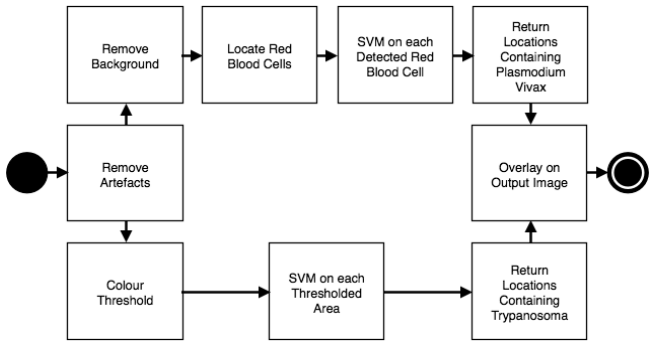 Remove
Background
Locate Red
Blood Cells
SVM on each
Detected Red
Blood Cell
Return
Locations
Containing
Plasmodium
Vivax
Remove
Artefacts
Overlay on
Output Image
Colour
Threshold
SVM on each
Thresholded
Area
Return
Locations
Containing
Trypanosoma